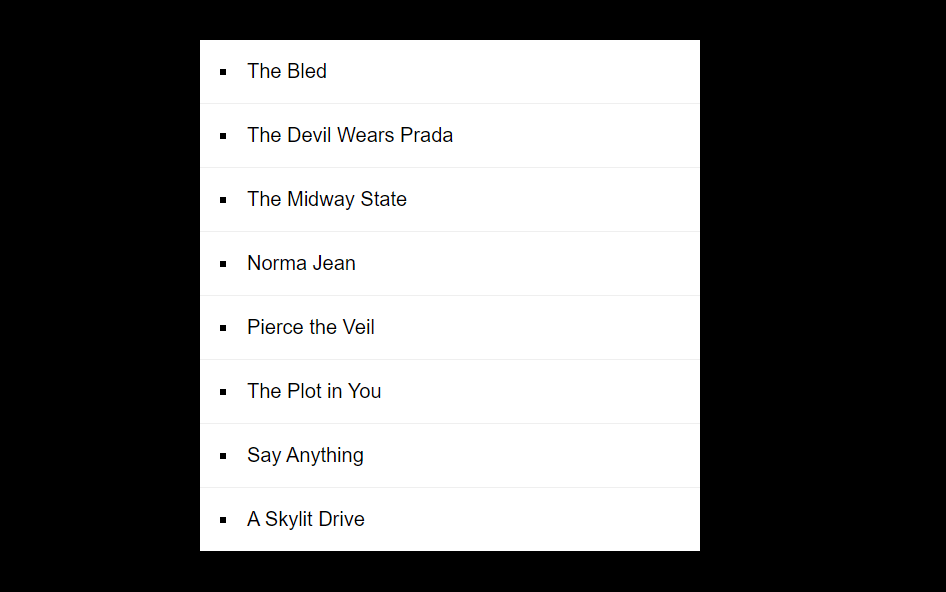 The Bled
The Devil Wears Prada
The Midway State
Norma Jean
Pierce the Veil
The Plot in You
Say Anything
A Skylit Drive